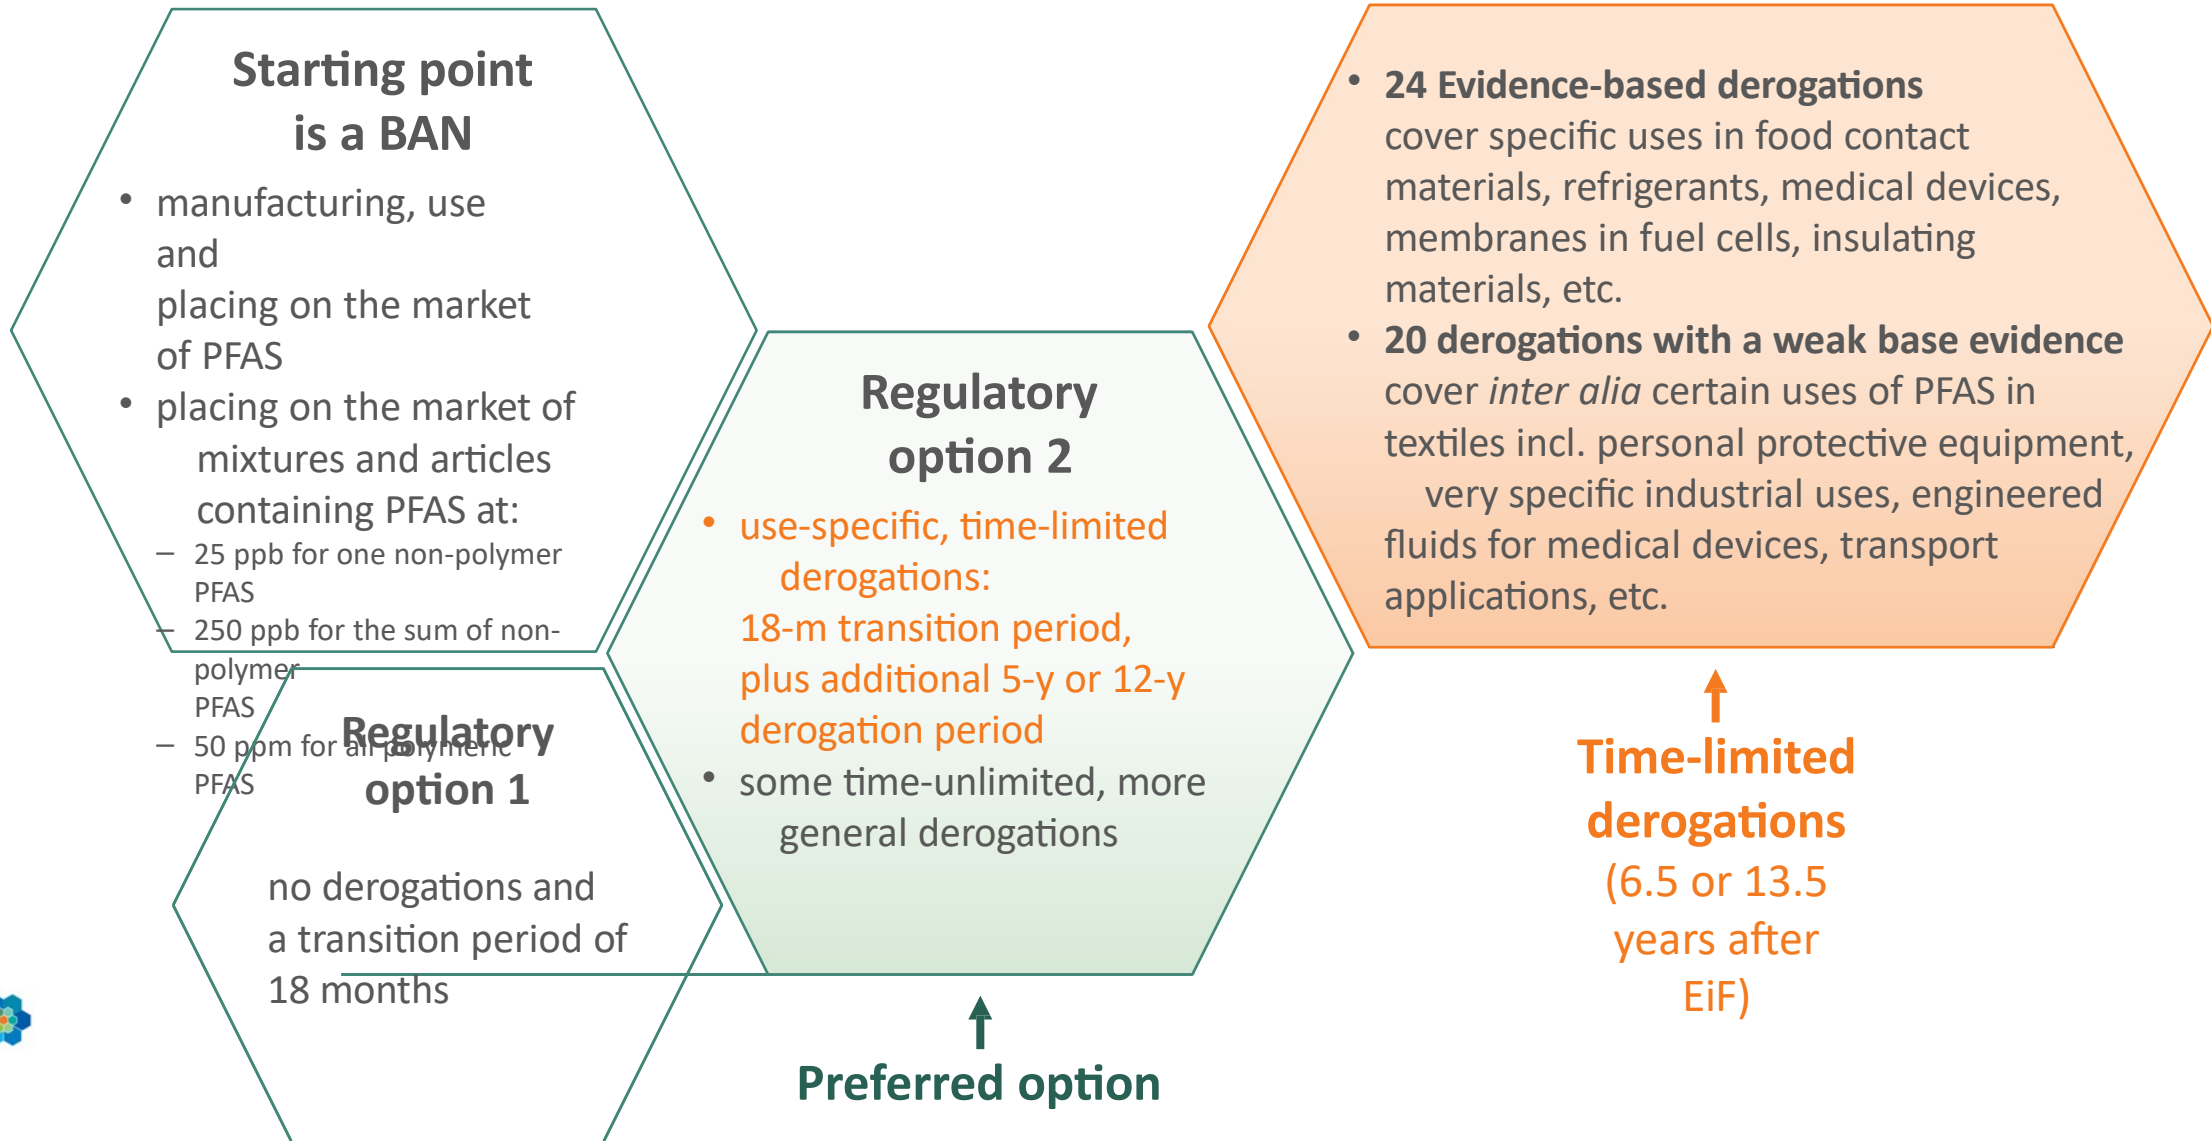 Starting point
is a BAN
• manufacturing, use
and
placing on the market
of PFAS
• placing on the market of
mixtures and articles
containing PFAS at:
– 25 ppb for one non-polymer
PFAS
– 250 ppb for the sum of non-
polymer
PFAS
– 50 ppm for all polymeric
PFAS
Regulatory
option 1
no derogations and
a transition period of
18 months
Regulatory
option 2
• use-specific, time-limited
derogations:
18-m transition period,
plus additional 5-y or 12-y
derogation period
• some time-unlimited, more
general derogations
Preferred option
• 24 Evidence-based derogations
cover specific uses in food contact
materials, refrigerants, medical devices,
membranes in fuel cells, insulating
materials, etc.
• 20 derogations with a weak base evidence
cover inter alia certain uses of PFAS in
textiles incl. personal protective equipment,
very specific industrial uses, engineered
fluids for medical devices, transport
applications, etc.
Time-limited
derogations
(6.5 or 13.5
years after
EiF)